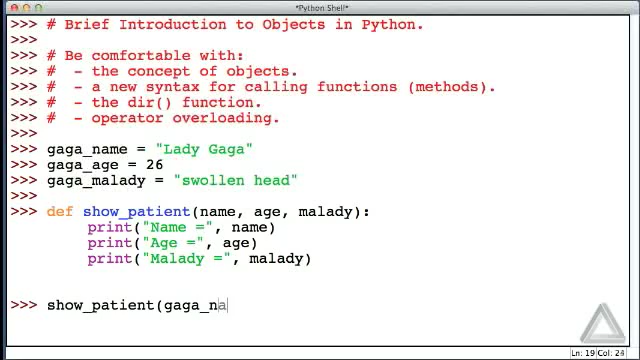 *Python Shell*
>>> # Brief Introduction to Objects in Python.
>>>
>>> # Be comfortable with:
>>> #  - the concept of objects.
>>> #  - a new syntax for calling functions (methods).
>>> #  - the dir() function.
>>> #  - operator overloading.
>>>
>>> gaga_name = "Lady Gaga"
>>> gaga_age = 26
>>> gaga_malady = "swollen head"
>>>
>>> def show_patient(name, age, malady):
print("Name =", name)
print("Age =", age)
print("Malady =", malady)
>>> show_patient(gaga_na
Ln: 19 Col: 24